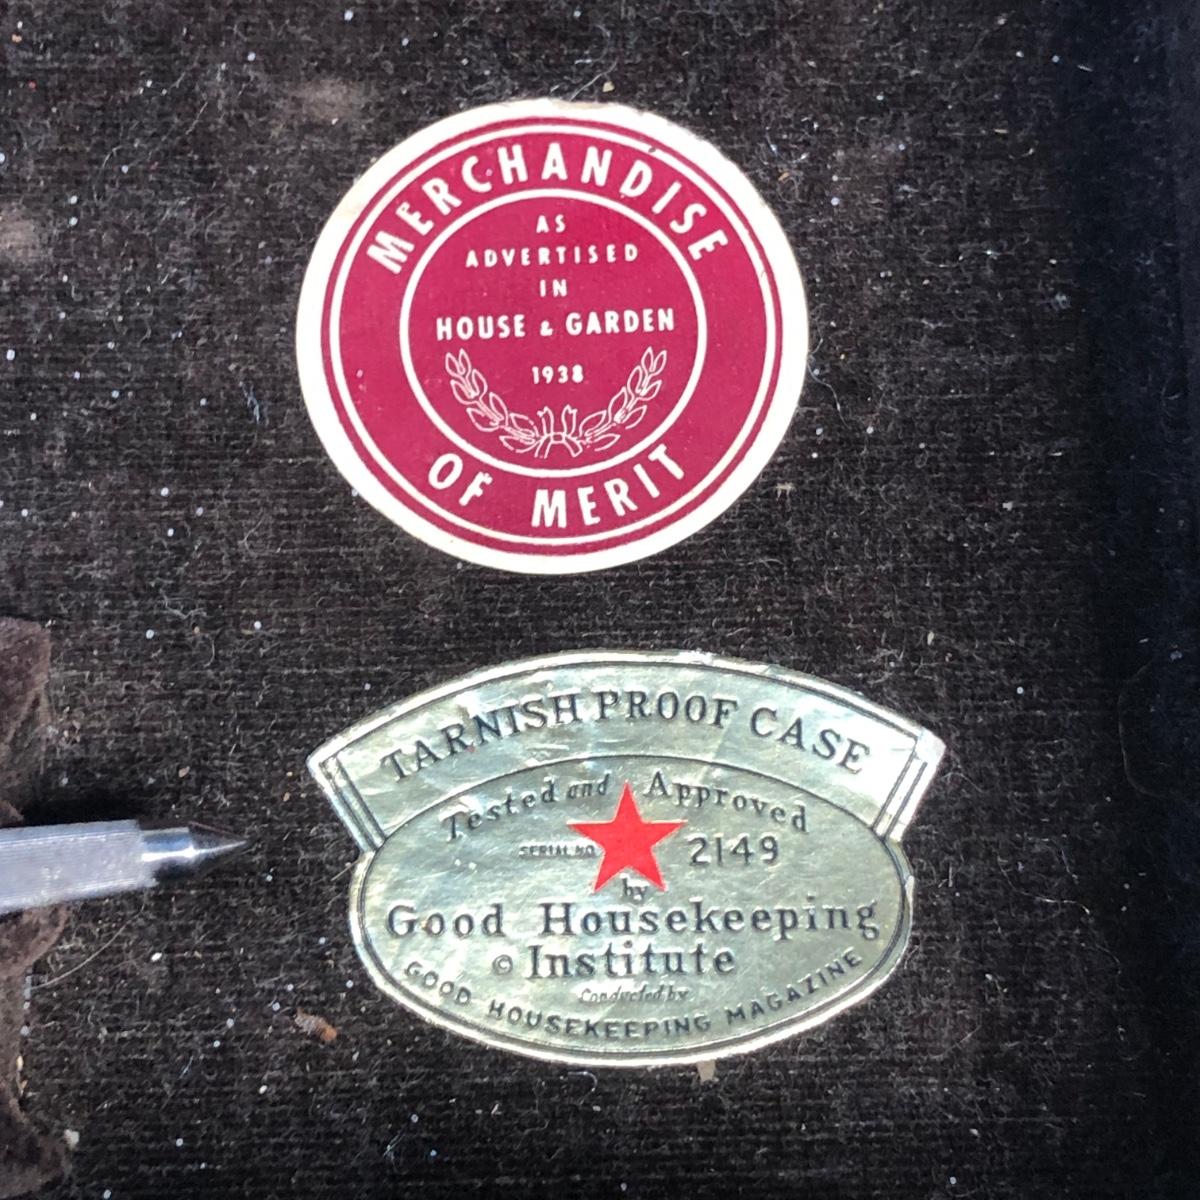 MERCHANDISE
AS
ADVERTISED
IN
HOUSE & GARDEN
1938
OF MERIT
TARNISH PROOF CASE
Tested and Approved
SERIAL NO. 2149
by
Good Housekeeping
© Institute
Conducted by
GOOD HOUSEKEEPING MAGAZINE